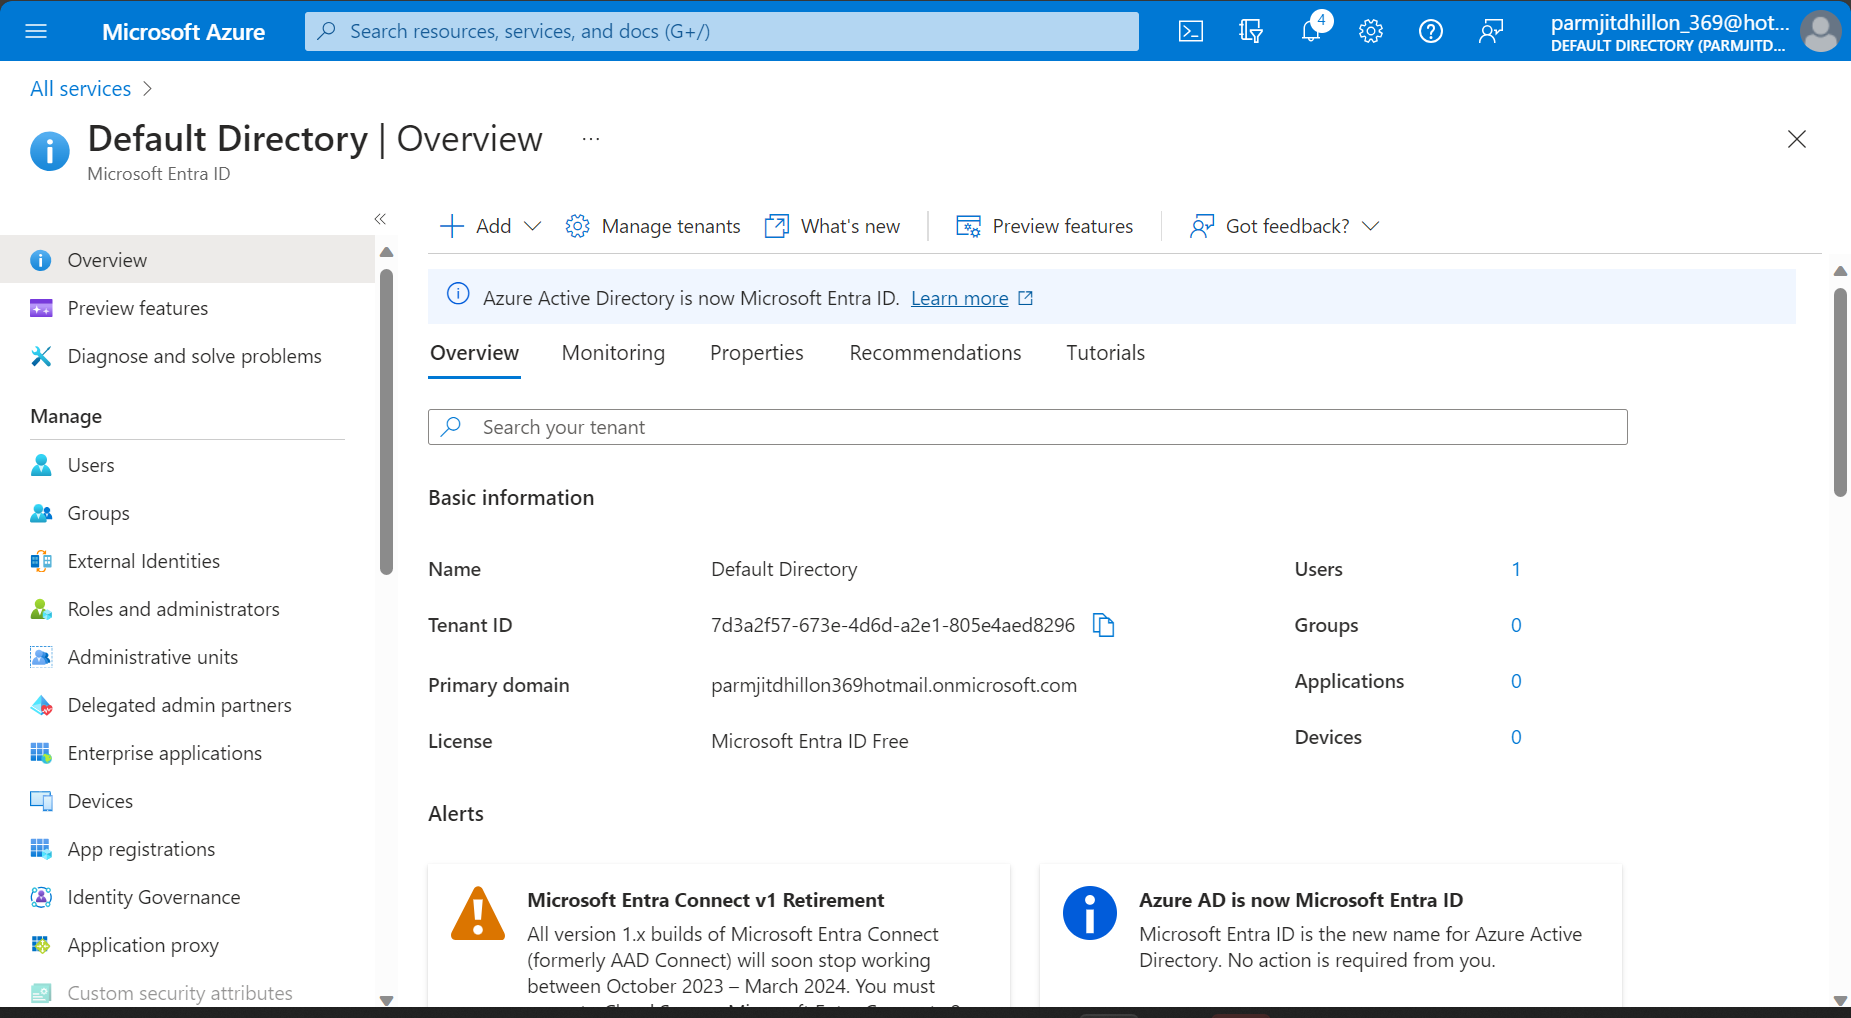 Microsoft Azure
Search resources, services, and docs (G+/)
4
parmjitdhillon_369@hot...
DEFAULT DIRECTORY (PARMJITD...
All services
Default Directory | Overview ...
Microsoft Entra ID
Overview
Preview features
Diagnose and solve problems
Manage
Users
Groups
External Identities
Roles and administrators
Administrative units
Delegated admin partners
Enterprise applications
Devices
App registrations
Identity Governance
Application proxy
Custom security attributes
Add
Manage tenants
What's new
Preview features
Got feedback?
Azure Active Directory is now Microsoft Entra ID. Learn more
Overview
Monitoring
Properties
Recommendations
Tutorials
Search your tenant
Basic information
Name Default Directory
Users 1
Tenant ID 7d3a2f57-673e-4d6d-a2e1-805e4aed8296
Groups 0
Primary domain parmjitdhillon369hotmail.onmicrosoft.com
Applications 0
License Microsoft Entra ID Free
Devices 0
Alerts
Microsoft Entra Connect v1 Retirement
All version 1.x builds of Microsoft Entra Connect
(formerly AAD Connect) will soon stop working
between October 2023 – March 2024. You must
Azure AD is now Microsoft Entra ID
Microsoft Entra ID is the new name for Azure Active
Directory. No action is required from you.